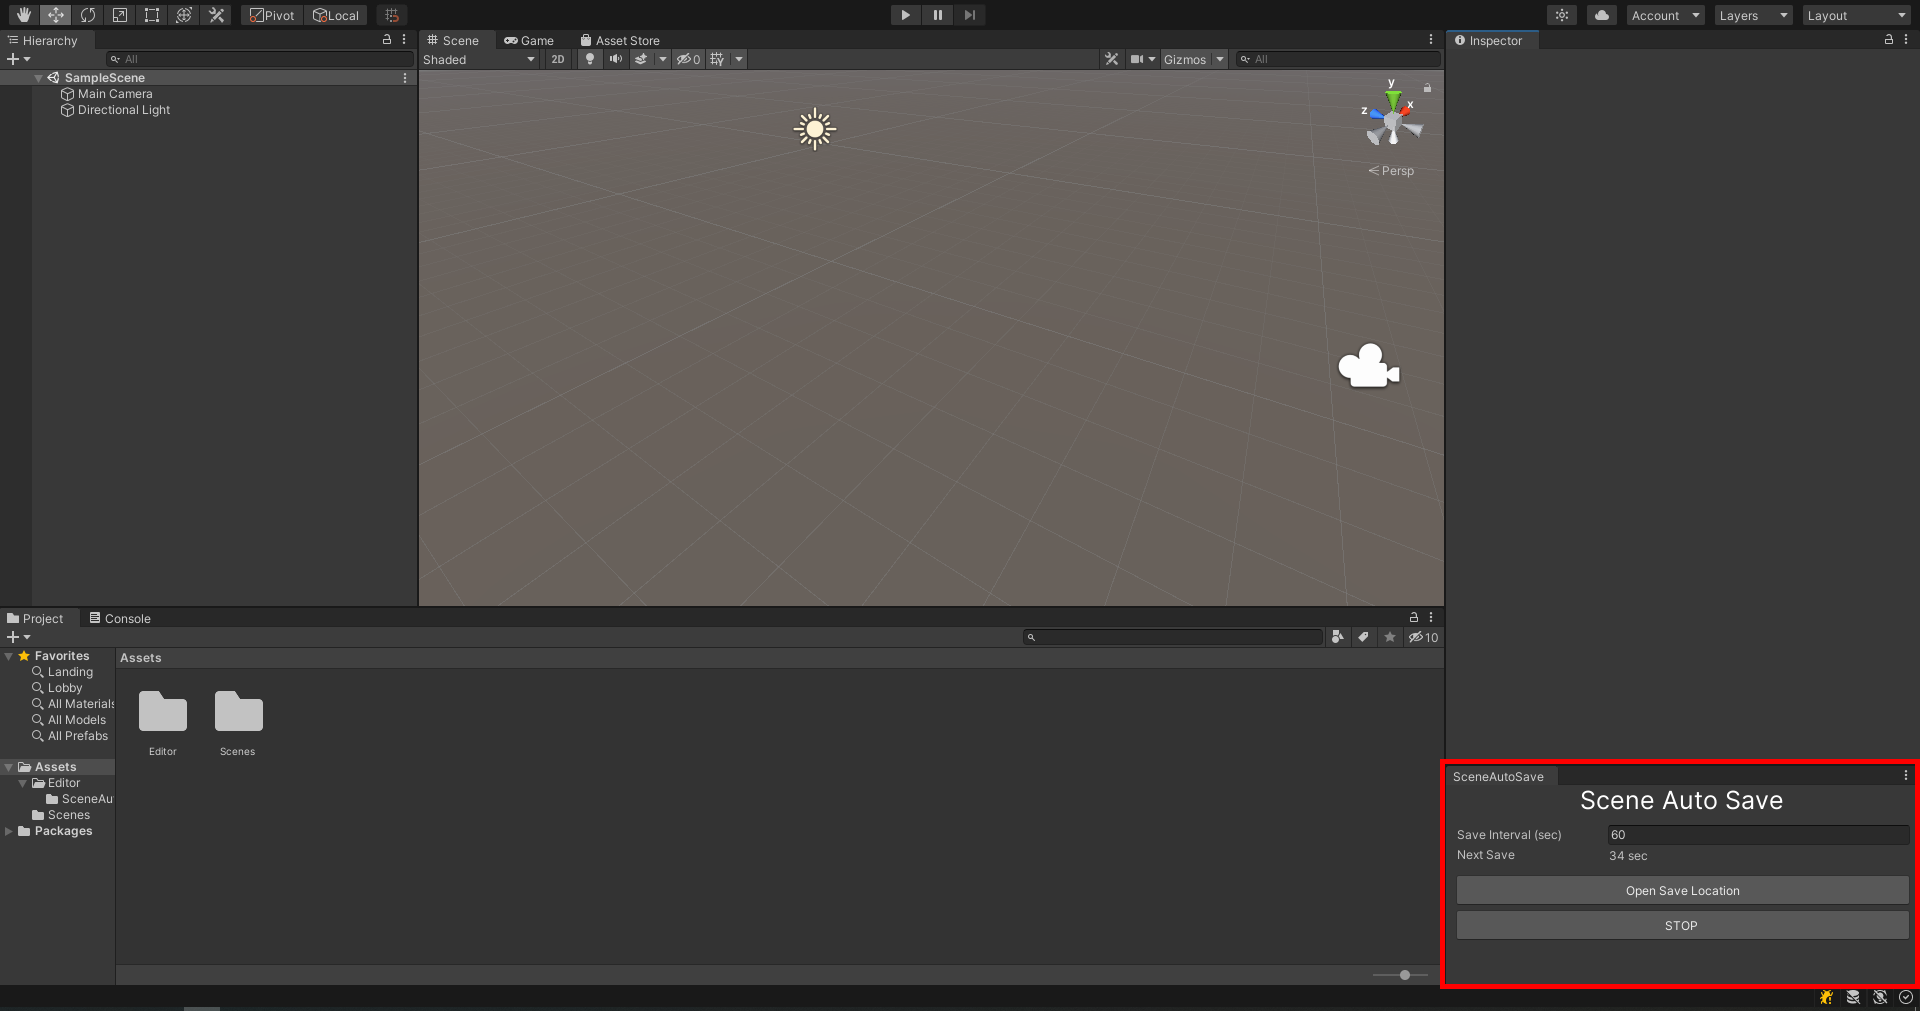 Pivot
Local
Account
Layers
Layout
Hierarchy
All
SampleScene
Main Camera
Directional Light
Scene
Game
Asset Store
Shaded
2D
0
Gizmos
All
y
x
z
Persp
Inspector
Project
Console
10
Favorites
Landing
Lobby
All Materials
All Models
All Prefabs
Assets
Editor
SceneAu
Scenes
Packages
Assets
Editor
Scenes
SceneAutoSave
Scene Auto Save
Save Interval (sec)
60
Next Save
34 sec
Open Save Location
STOP